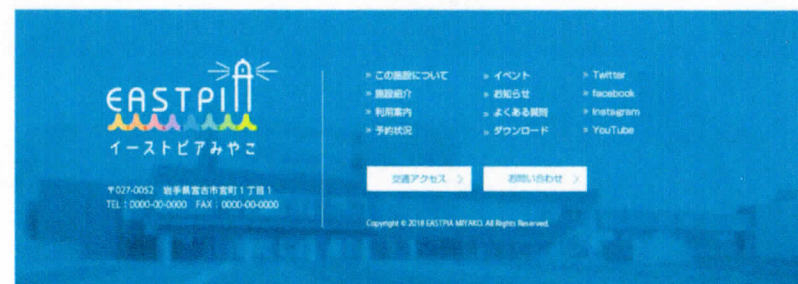 EASTPIA
イーストピアみやこ
〒027-0052 岩手県宮古市宮町1丁目1
TEL：0000-00-0000 FAX：0000-00-0000
» この施設について
» 施設紹介
» 利用案内
» 予約状況
» イベント
» お知らせ
» よくある質問
» ダウンロード
» Twitter
» facebook
» Instagram
» YouTube
交通アクセス 〉
お問い合わせ 〉
Copyright © 2018 EASTPIA MIYAKO. All Rights Reserved.